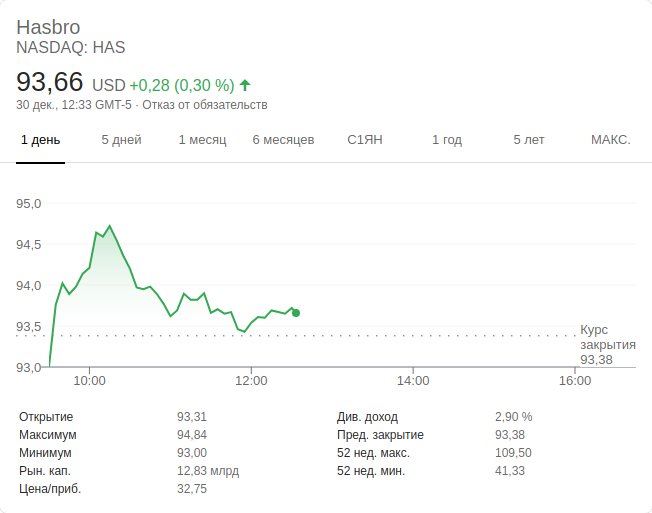 Hasbro
NASDAQ: HAS
93,66 USD +0,28 (0,30 %)
30 дек., 12:33 GMT-5 · Отказ от обязательств
1 день 5 дней 1 месяц 6 месяцев С1ЯН 1 год 5 лет МАКС.
95,0
94,5
94,0
93,5
93,0
Курс
закрытия
93,38
10:00 12:00 14:00 16:00
Открытие 93,31 Див. доход 2,90 %
Максимум 94,84 Пред. закрытие 93,38
Минимум 93,00 52 нед. макс. 109,50
Рын. кап. 12,83 млрд 52 нед. мин. 41,33
Цена/приб. 32,75